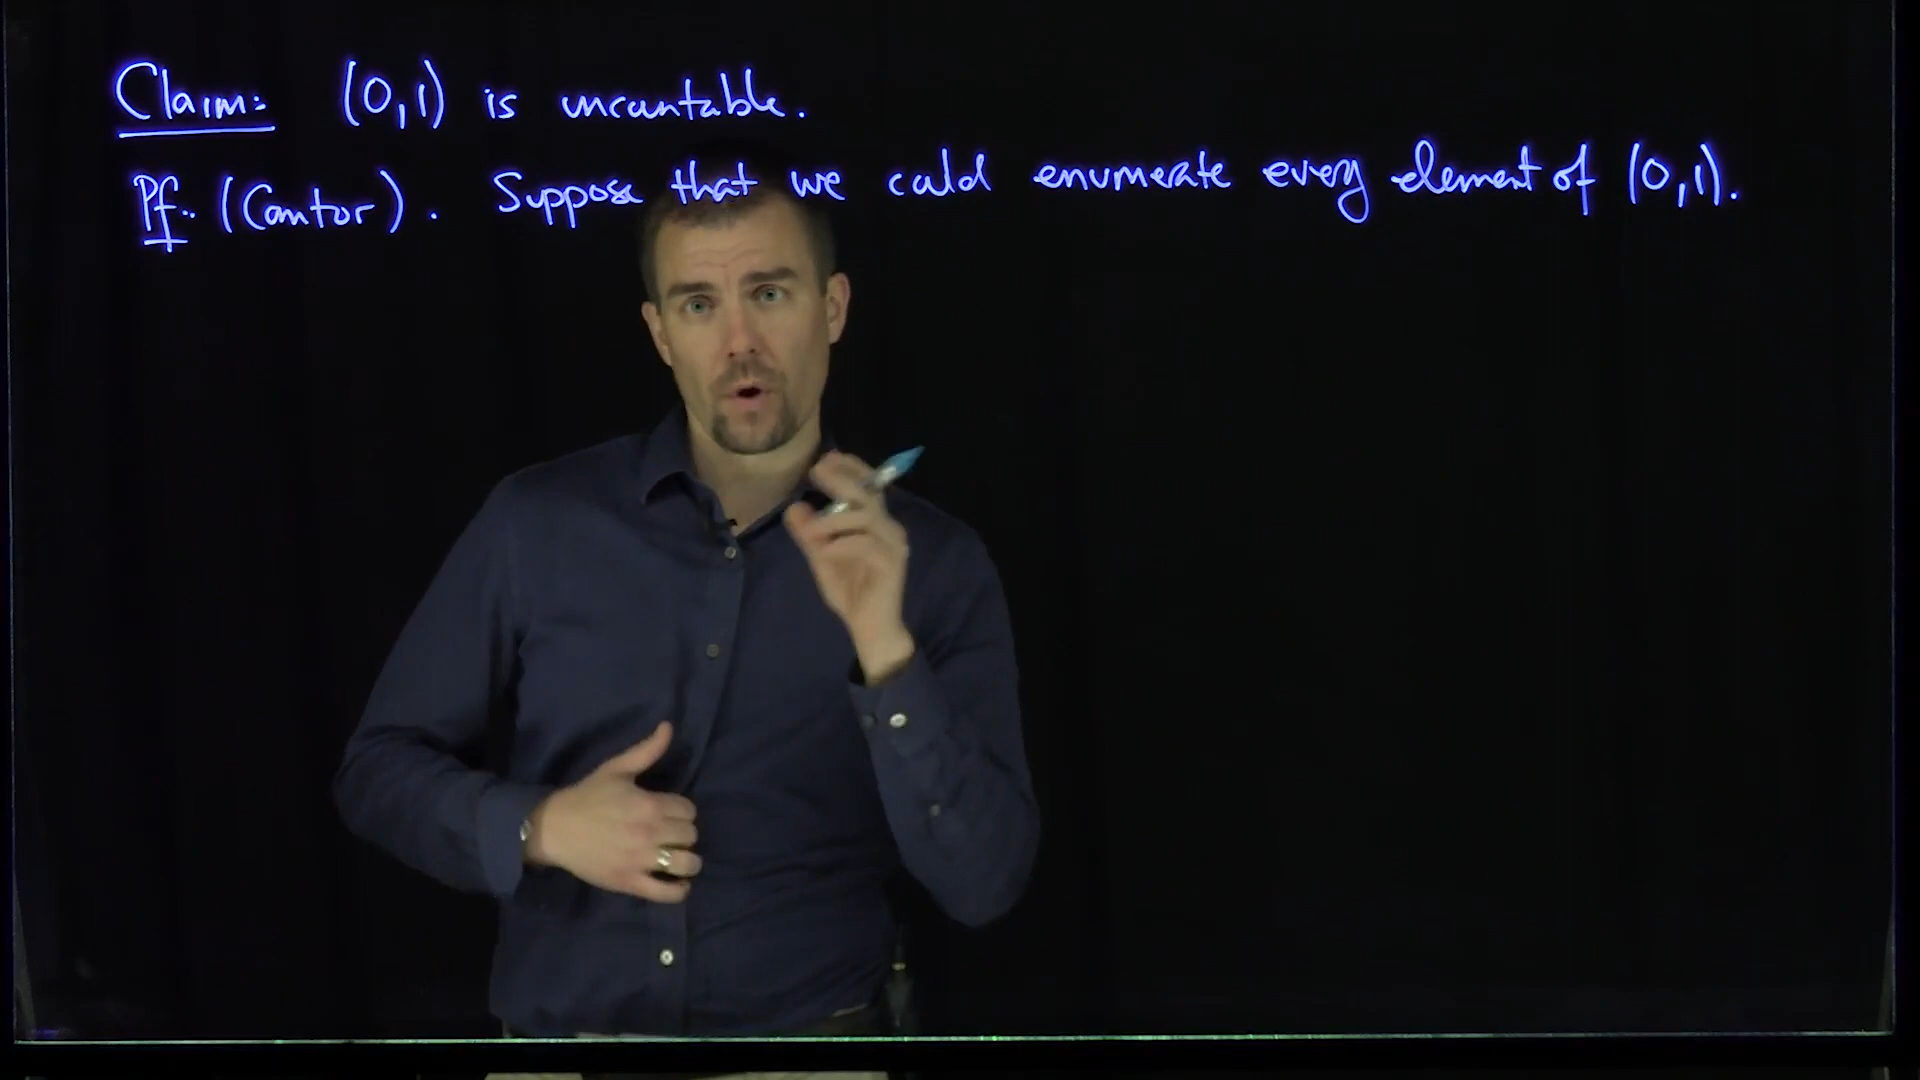 Claim: (0,1) is uncountable.
Pf: (Cantor). Suppose that we could enumerate every element of (0,1).